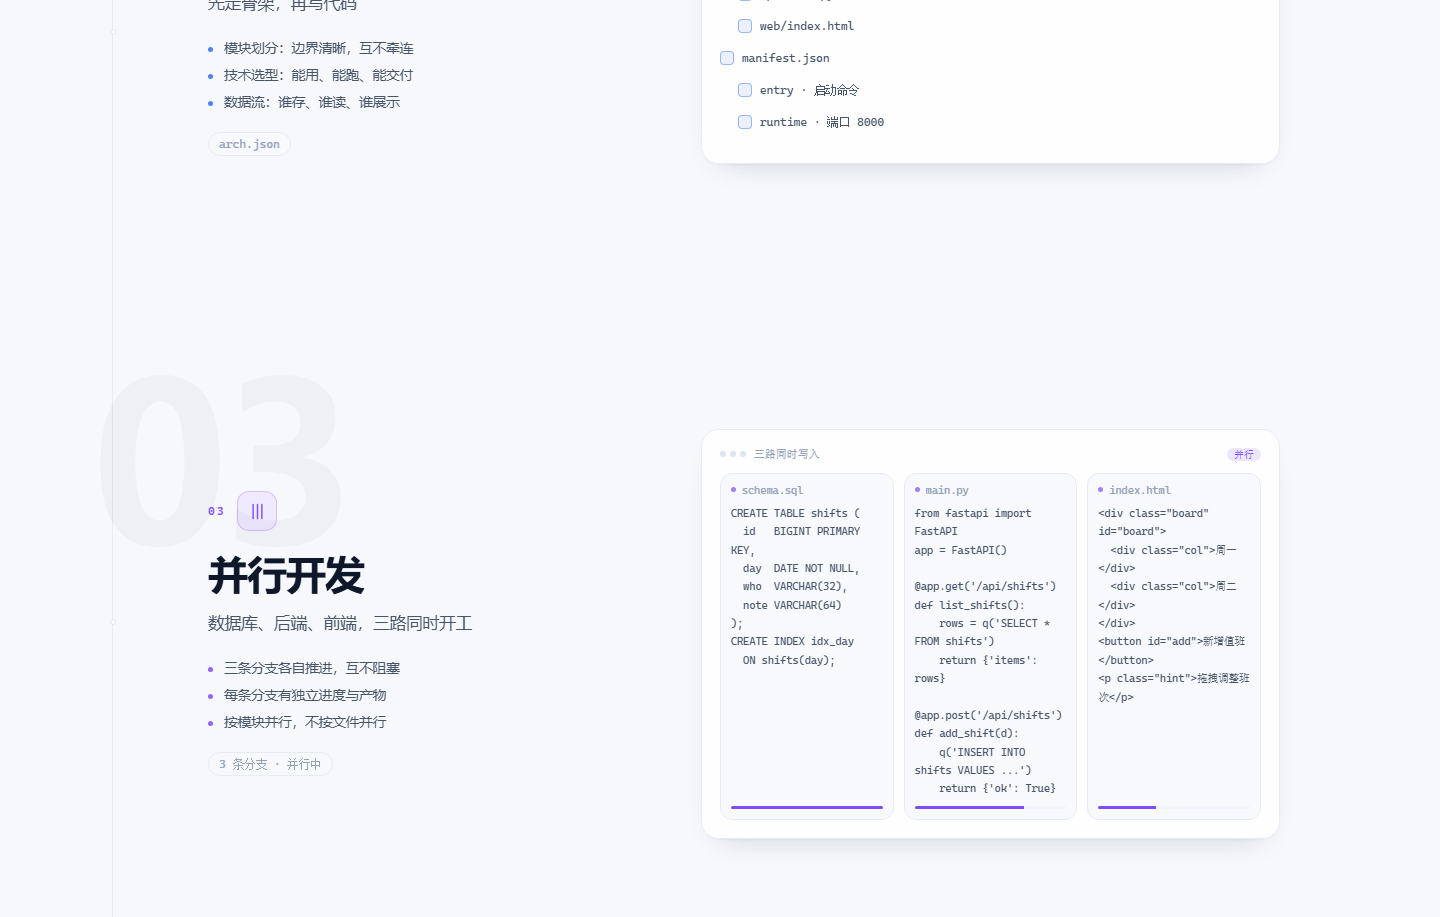 先定骨架，再写代码
模块划分：边界清晰，互不牵连
技术选型：能用、能跑、能交付
数据流：谁存、谁读、谁展示
arch.json
web/index.html
manifest.json
entry · 启动命令
runtime · 端口 8000
03
03
并行开发
数据库、后端、前端，三路同时开工
三条分支各自推进，互不阻塞
每条分支有独立进度与产物
按模块并行，不按文件并行
3 条分支 · 并行中
三路同时写入
并行
schema.sql
CREATE TABLE shifts (
  id   BIGINT PRIMARY
KEY,
  day  DATE NOT NULL,
  who  VARCHAR(32),
  note VARCHAR(64)
);
CREATE INDEX idx_day
  ON shifts(day);
main.py
from fastapi import
FastAPI
app = FastAPI()
@app.get('/api/shifts')
def list_shifts():
    rows = q('SELECT *
FROM shifts')
    return {'items':
rows}
@app.post('/api/shifts')
def add_shift(d):
    q('INSERT INTO
shifts VALUES ...')
    return {'ok': True}
index.html
<div class="board"
id="board">
  <div class="col">周一
</div>
  <div class="col">周二
</div>
</div>
<button id="add">新增值班
</button>
<p class="hint">拖拽调整班
次</p>